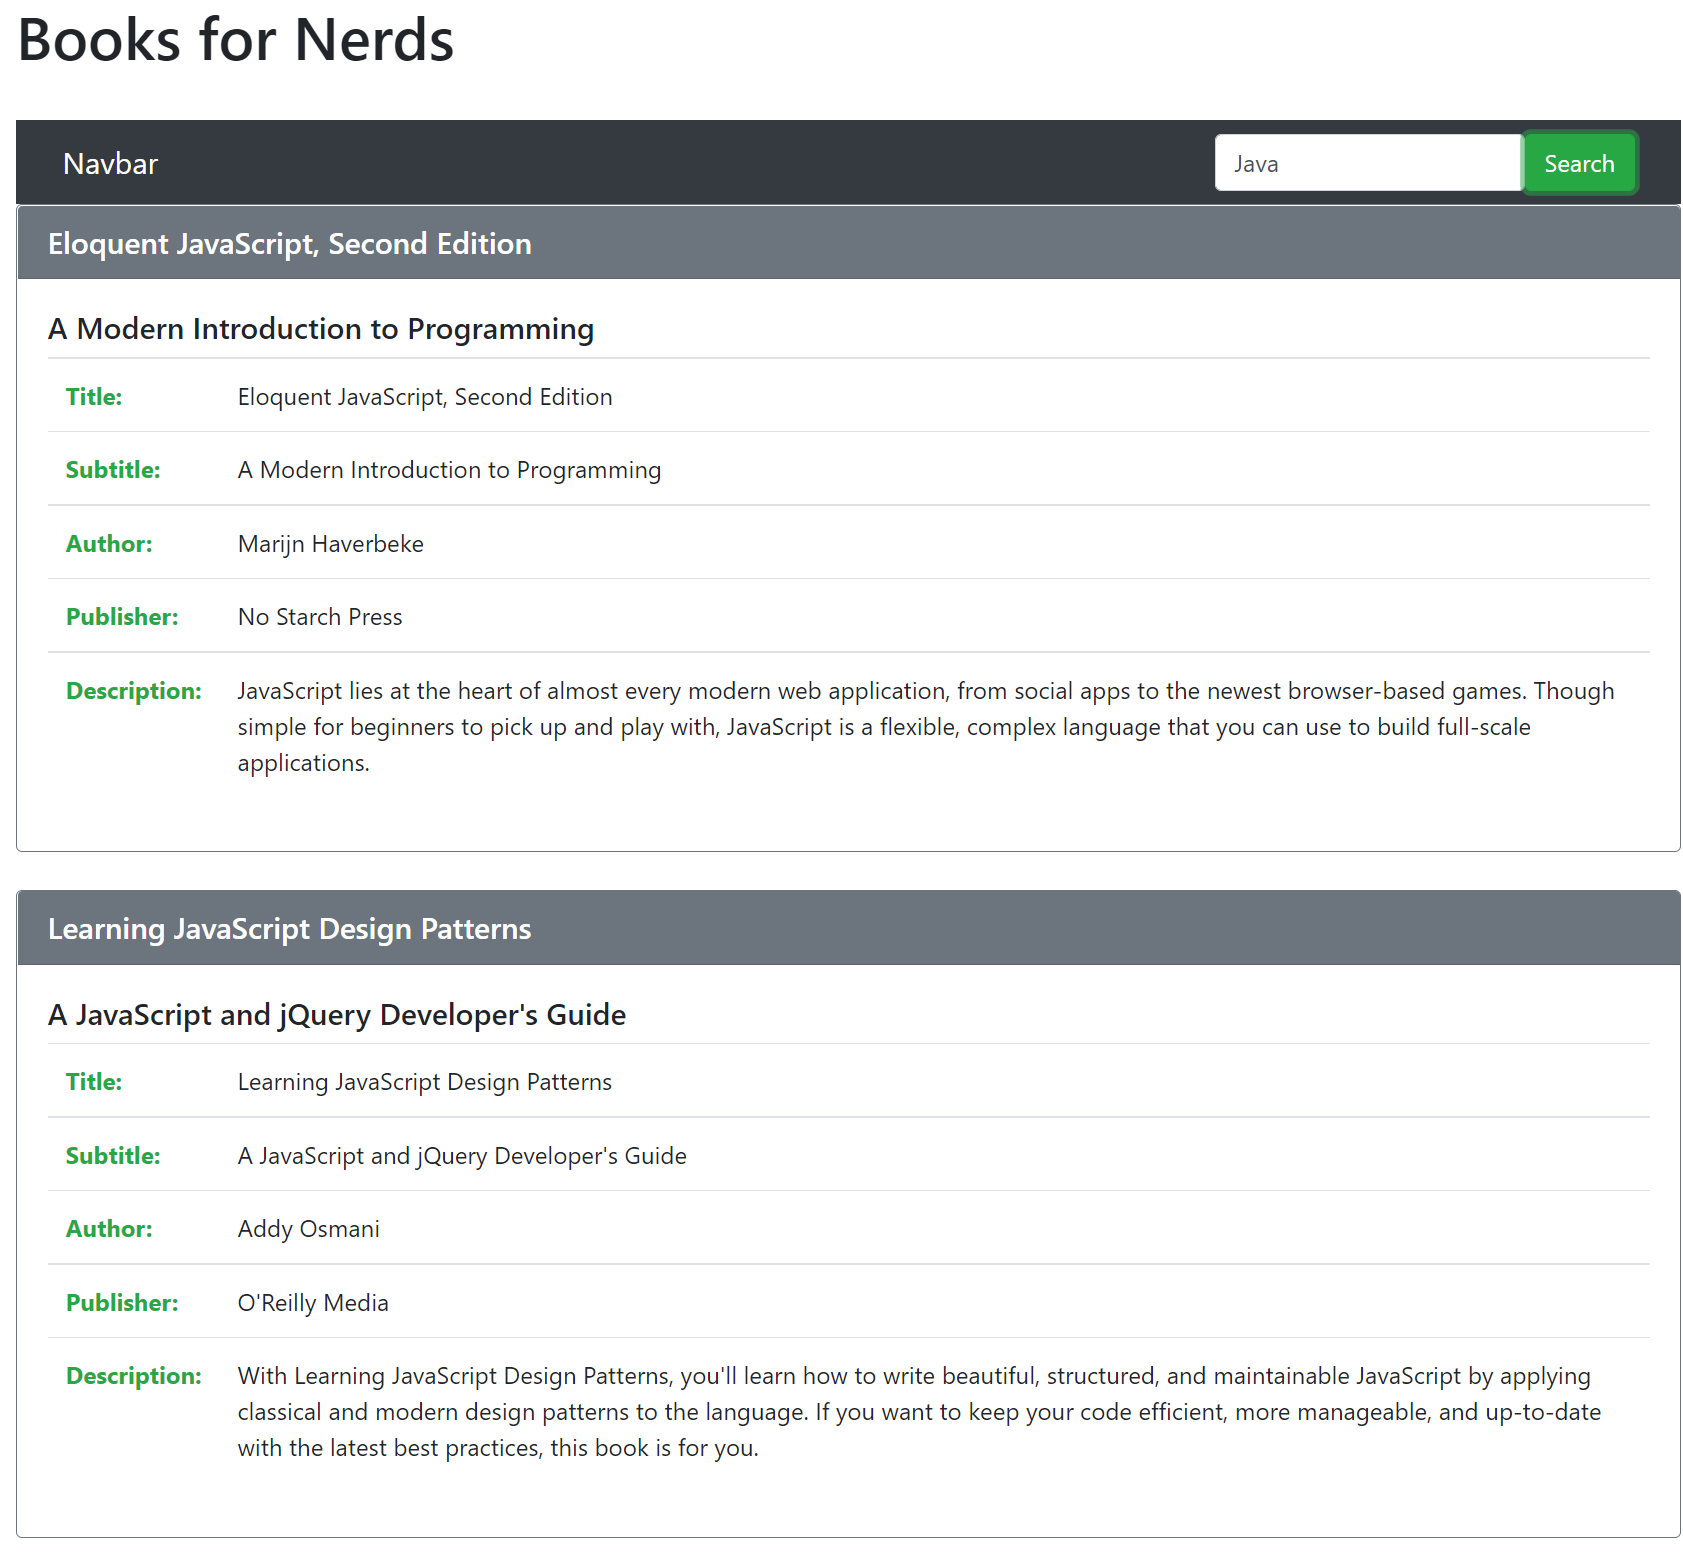 Books for Nerds
Navbar
Java
Search
Eloquent JavaScript, Second Edition
A Modern Introduction to Programming
Title: Eloquent JavaScript, Second Edition
Subtitle: A Modern Introduction to Programming
Author: Marijn Haverbeke
Publisher: No Starch Press
Description: JavaScript lies at the heart of almost every modern web application, from social apps to the newest browser-based games. Though
simple for beginners to pick up and play with, JavaScript is a flexible, complex language that you can use to build full-scale
applications.
Learning JavaScript Design Patterns
A JavaScript and jQuery Developer's Guide
Title: Learning JavaScript Design Patterns
Subtitle: A JavaScript and jQuery Developer's Guide
Author: Addy Osmani
Publisher: O'Reilly Media
Description: With Learning JavaScript Design Patterns, you'll learn how to write beautiful, structured, and maintainable JavaScript by applying
classical and modern design patterns to the language. If you want to keep your code efficient, more manageable, and up-to-date
with the latest best practices, this book is for you.